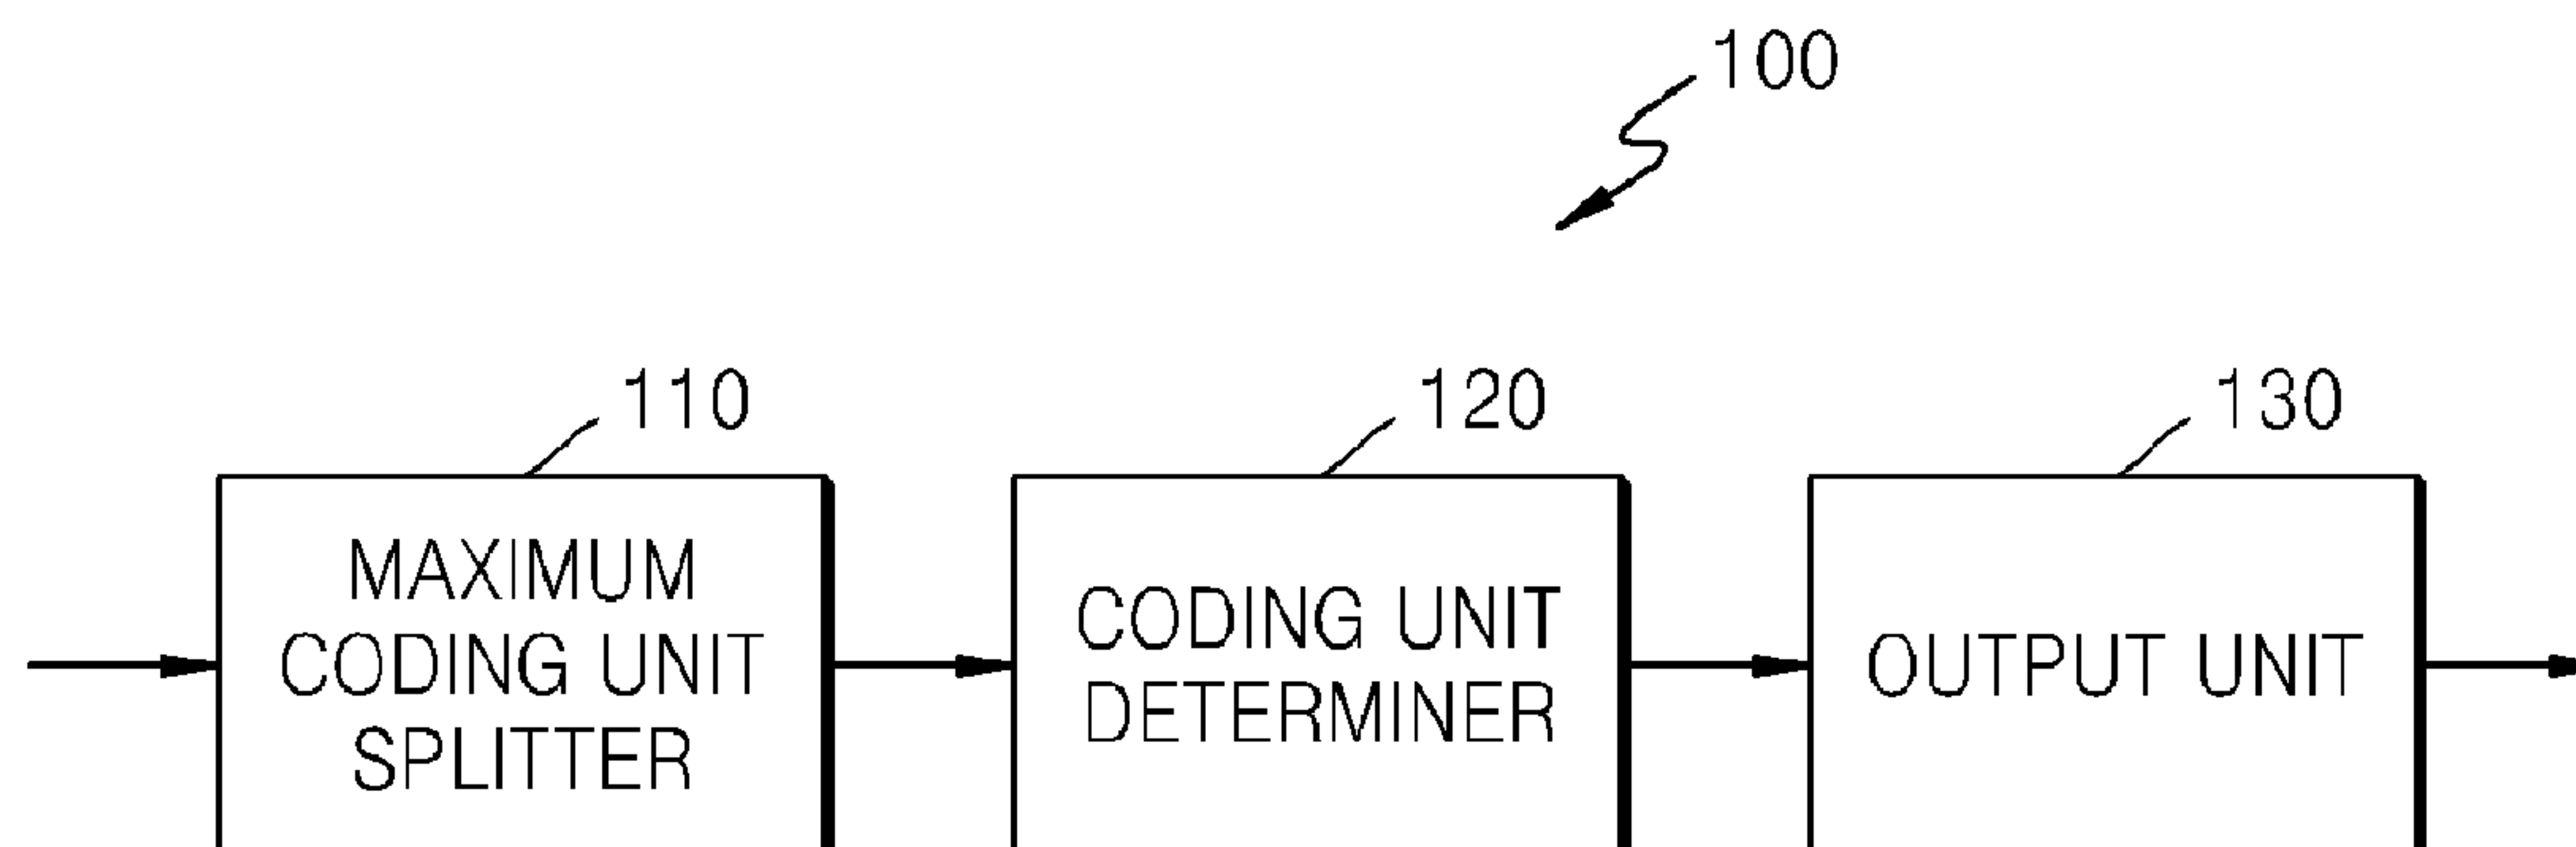 100
110
120
130
MAXIMUM
CODING UNIT
SPLITTER
CODING UNIT
DETERMINER
OUTPUT UNIT